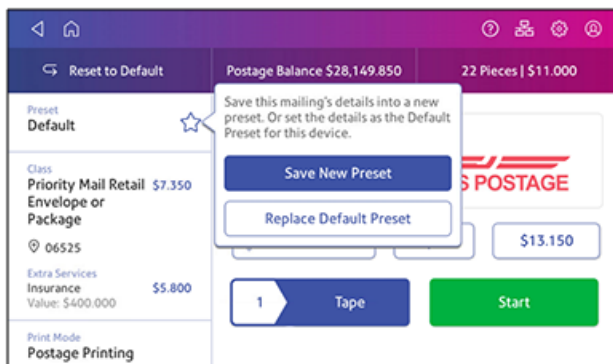 Reset to Default
Postage Balance $28,149.850
22 Pieces | $11.000
Preset
Default
Save this mailing's details into a new
preset. Or set the details as the Default
Preset for this device.
Save New Preset
Replace Default Preset
Class
Priority Mail Retail $7.350
Envelope or
Package
06525
Extra Services
Insurance $5.800
Value: $400.000
Print Mode
Postage Printing
S POSTAGE
$13.150
1 Tape
Start